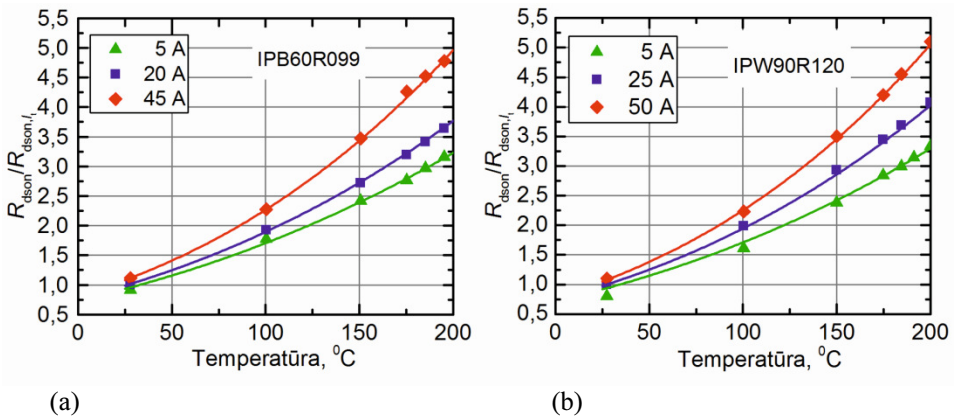 5,5
5,0
4,5
4,0
3,5
3,0
2,5
2,0
1,5
1,0
0,5
R_dson/R_dson,I_i
5 A
20 A
45 A
IPB60R099
0 50 100 150 200
Temperatūra, ⁰C
(a)
5,5
5,0
4,5
4,0
3,5
3,0
2,5
2,0
1,5
1,0
0,5
R_dson/R_dson,I_i
5 A
25 A
50 A
IPW90R120
0 50 100 150 200
Temperatūra, ⁰C
(b)